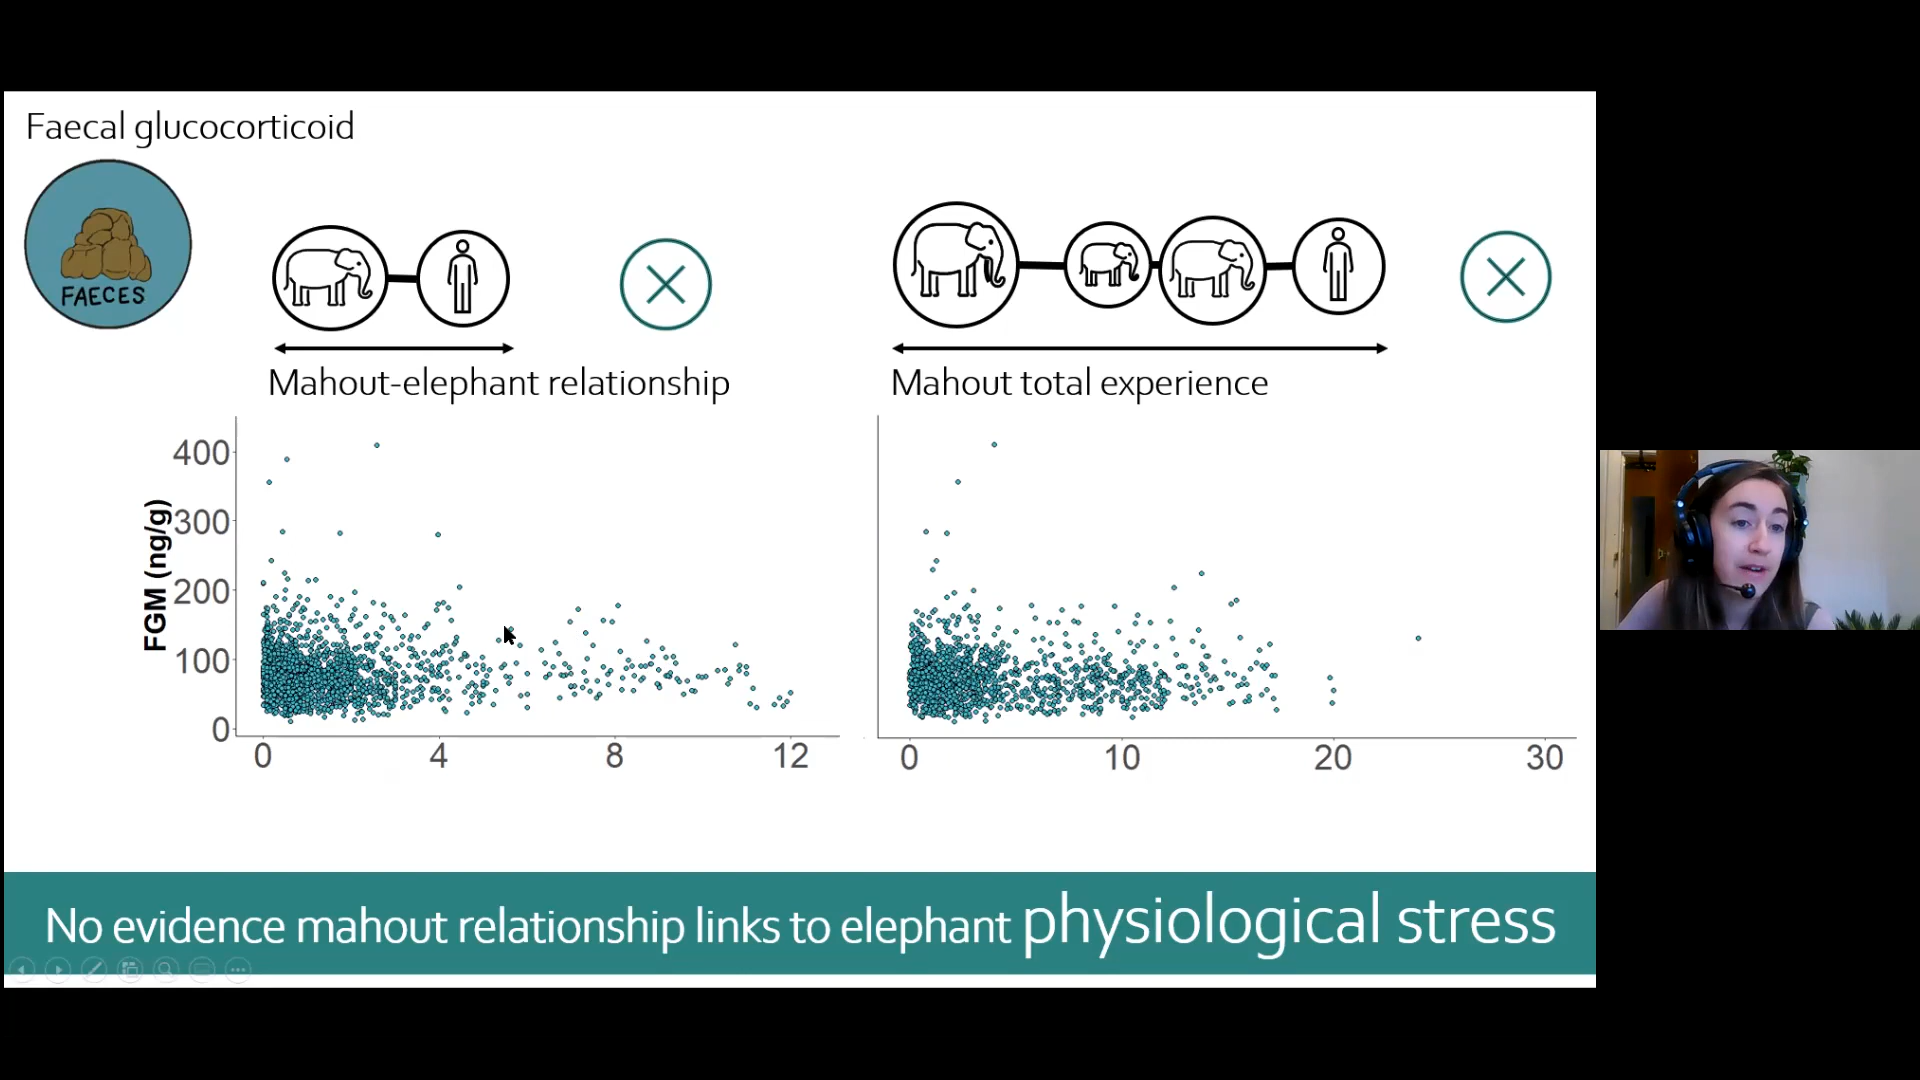 Faecal glucocorticoid
FAECES
Mahout-elephant relationship
Mahout total experience
FGM (ng/g)
400
300
200
100
0
0 4 8 12
0 10 20 30
No evidence mahout relationship links to elephant physiological stress